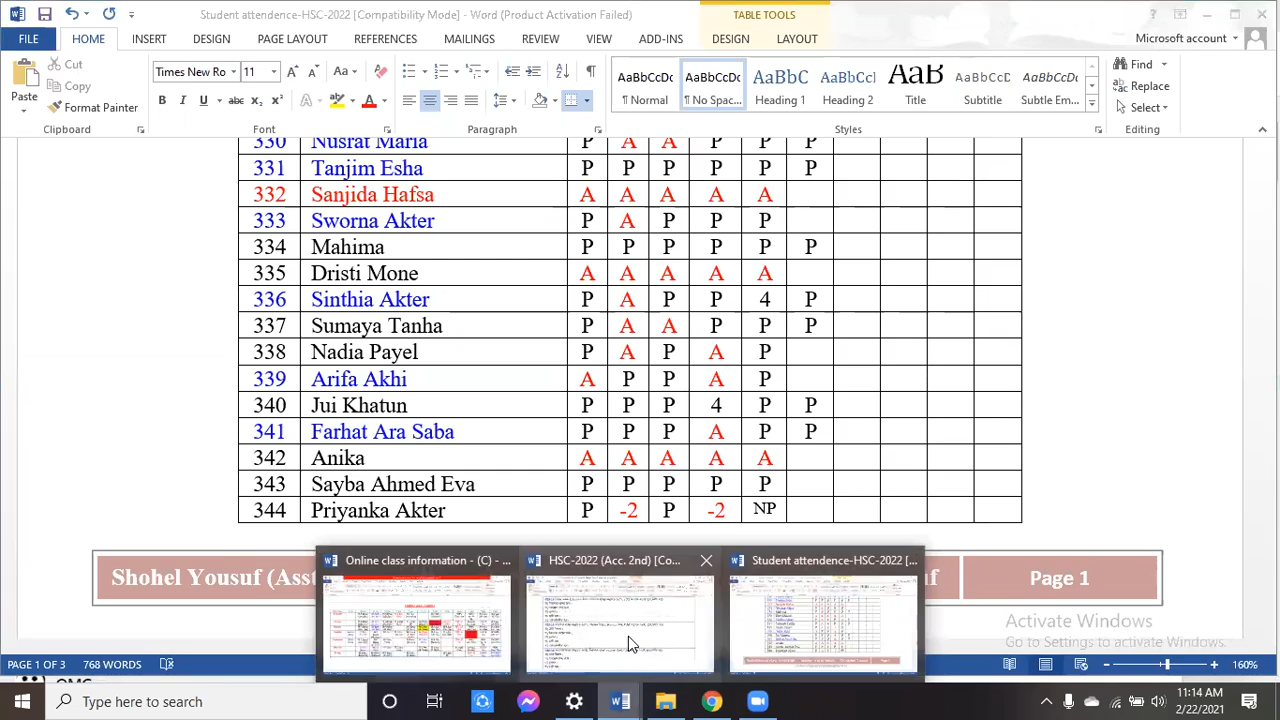 Student attendence-HSC-2022 [Compatibility Mode] - Word (Product Activation Failed)
TABLE TOOLS
FILE HOME INSERT DESIGN PAGE LAYOUT REFERENCES MAILINGS REVIEW VIEW ADD-INS DESIGN LAYOUT Microsoft account
Cut
Copy
Format Painter
Paste
Times New Ro 11
Aa
B I U abc x₂ x² A ab A
AaBbCcDc AaBbCcDc AaBbC AaBbCcI AaB AaBbCcD AaBbCcD
¶ Normal ¶ No Spac... Heading 1 Heading 2 Title Subtitle Subtle Em...
Find
Replace
Select
Clipboard Font Paragraph Styles Editing
330 Nusrat Maria P A A P P P
331 Tanjim Esha P P P P P P
332 Sanjida Hafsa A A A A A
333 Sworna Akter P A P P P
334 Mahima P P P P P P
335 Dristi Mone A A A A A
336 Sinthia Akter P A P P 4 P
337 Sumaya Tanha P A A P P P
338 Nadia Payel P A P A P
339 Arifa Akhi A P P A P
340 Jui Khatun P P P 4 P P
341 Farhat Ara Saba P P P A P P
342 Anika A A A A A
343 Sayba Ahmed Eva P P P P P
344 Priyanka Akter P -2 P -2 NP
Online class information - (C) - ... HSC-2022 (Acc. 2nd) [Co... Student attendence-HSC-2022 [...
Shohel Yousuf (Asst Page 1
Activate Windows
Go to Settings to activate Windows.
PAGE 1 OF 3 768 WORDS 160%
Type here to search
11:14 AM
2/22/2021